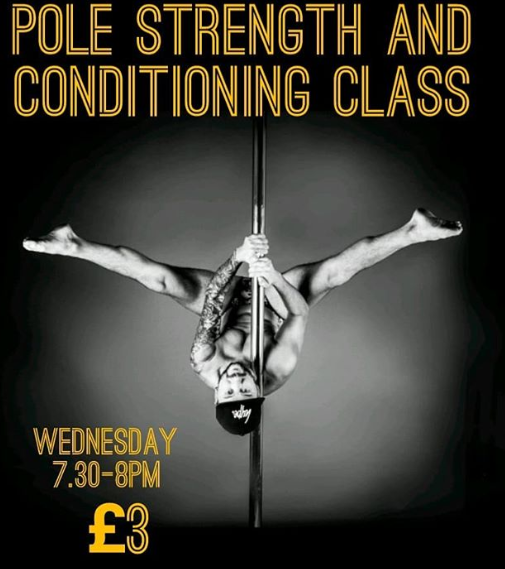 POLE STRENGTH AND
CONDITIONING CLASS
WEDNESDAY
7.30-8PM
£3